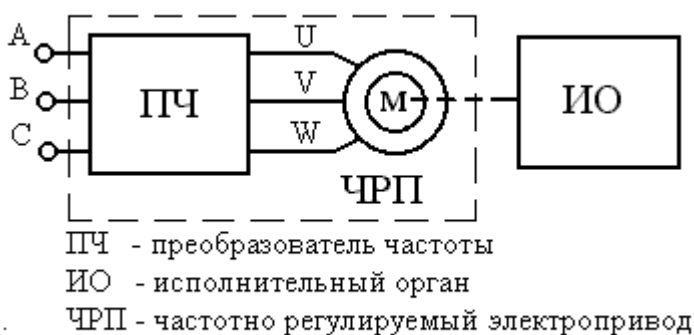 A U
B ПЧ V М ИО
C W
ЧРП
ПЧ - преобразователь частоты
ИО - исполнительный орган
. ЧРП - частотно регулируемый электропривод